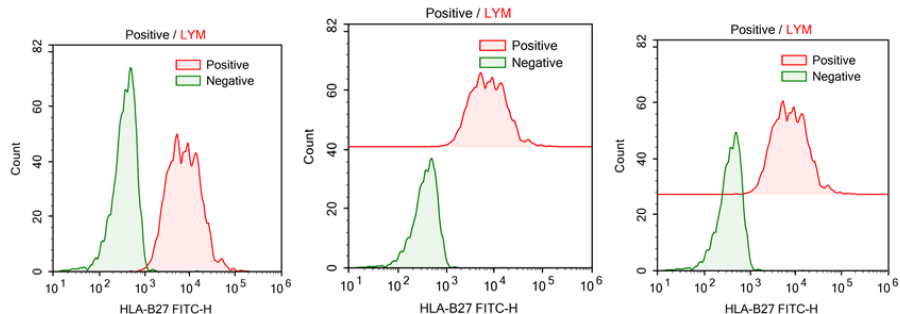 Positive / LYM
82
60
40
20
0
Count
Positive
Negative
10^1 10^2 10^3 10^4 10^5 10^6
HLA-B27 FITC-H
Positive / LYM
82
60
40
20
0
Count
Positive
Negative
10^1 10^2 10^3 10^4 10^5 10^6
HLA-B27 FITC-H
Positive / LYM
82
60
40
20
0
Count
Positive
Negative
10^1 10^2 10^3 10^4 10^5 10^6
HLA-B27 FITC-H